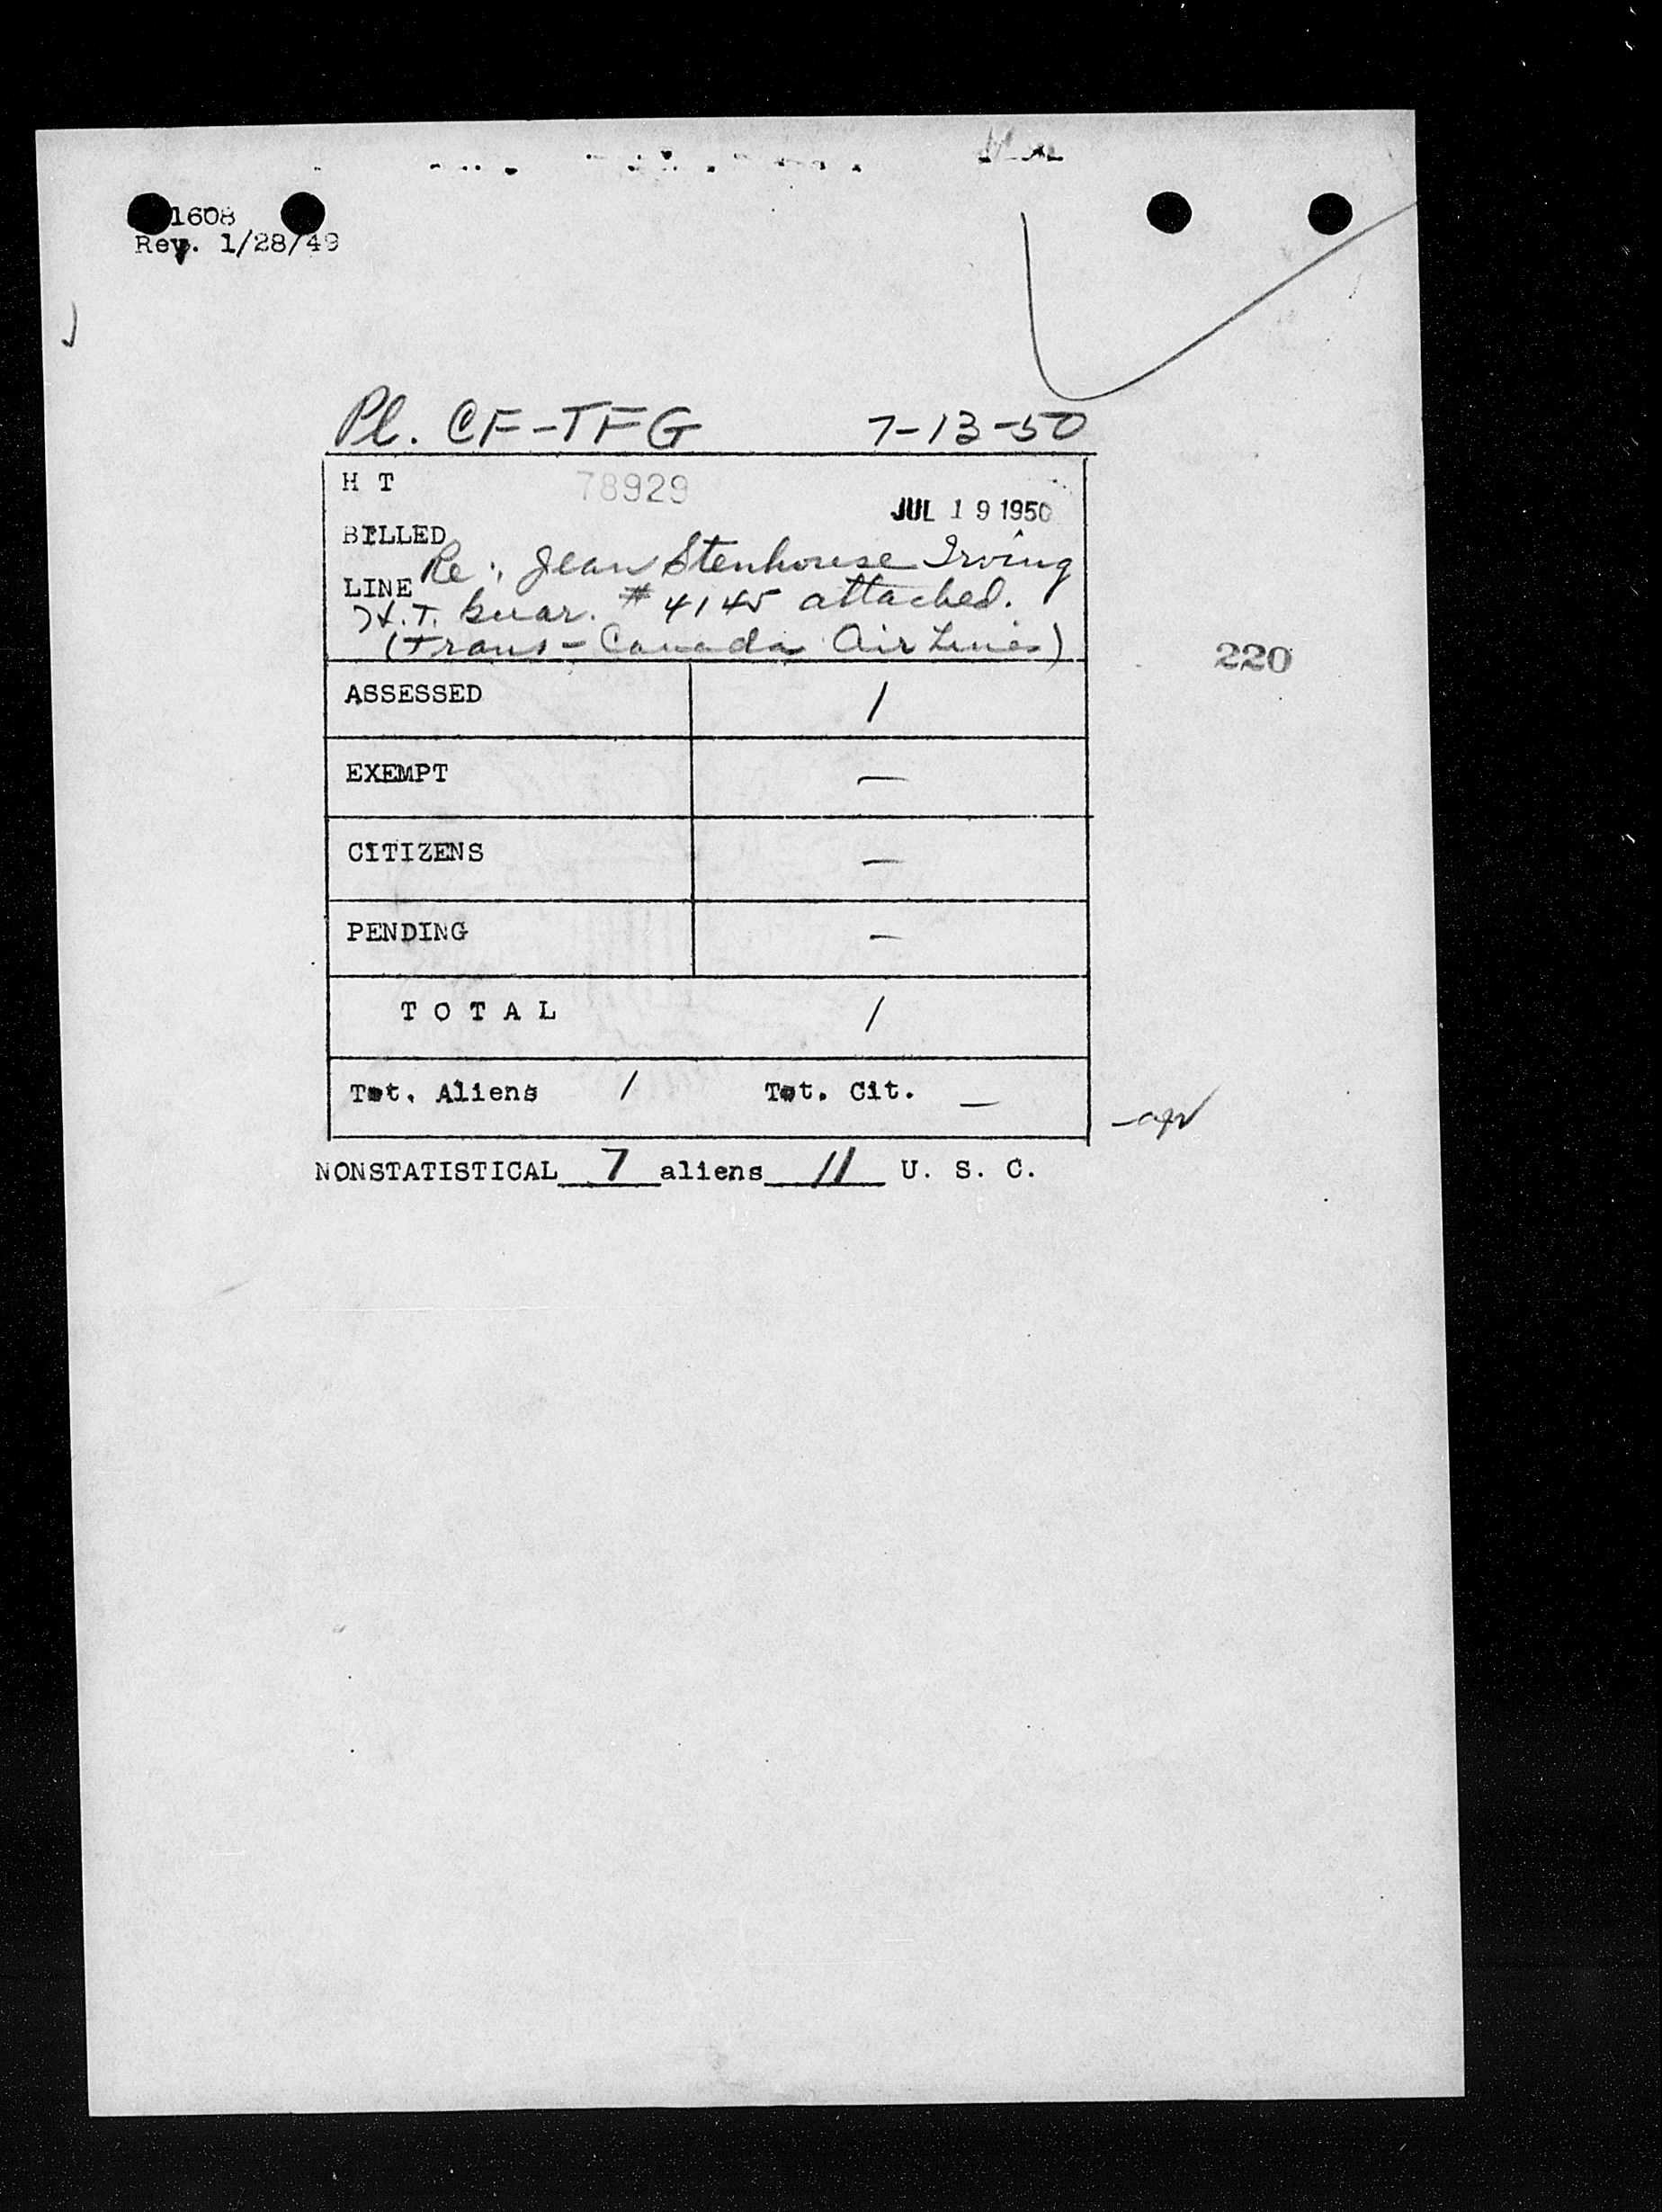 1608
Rev. 1/28/49
Pl. CF-TFG 7-13-50
H T 78929
JUL 19 1950
BILLED
Re: Jean Stenhouse Irving
LINE
H.T. Guar. #4145 attached.
(Trans-Canada Air Lines)
220
ASSESSED 1
EXEMPT —
CITIZENS —
PENDING —
T O T A L 1
Tot. Aliens 1 Tot. Cit. —
NONSTATISTICAL 7 aliens 11 U. S. C.